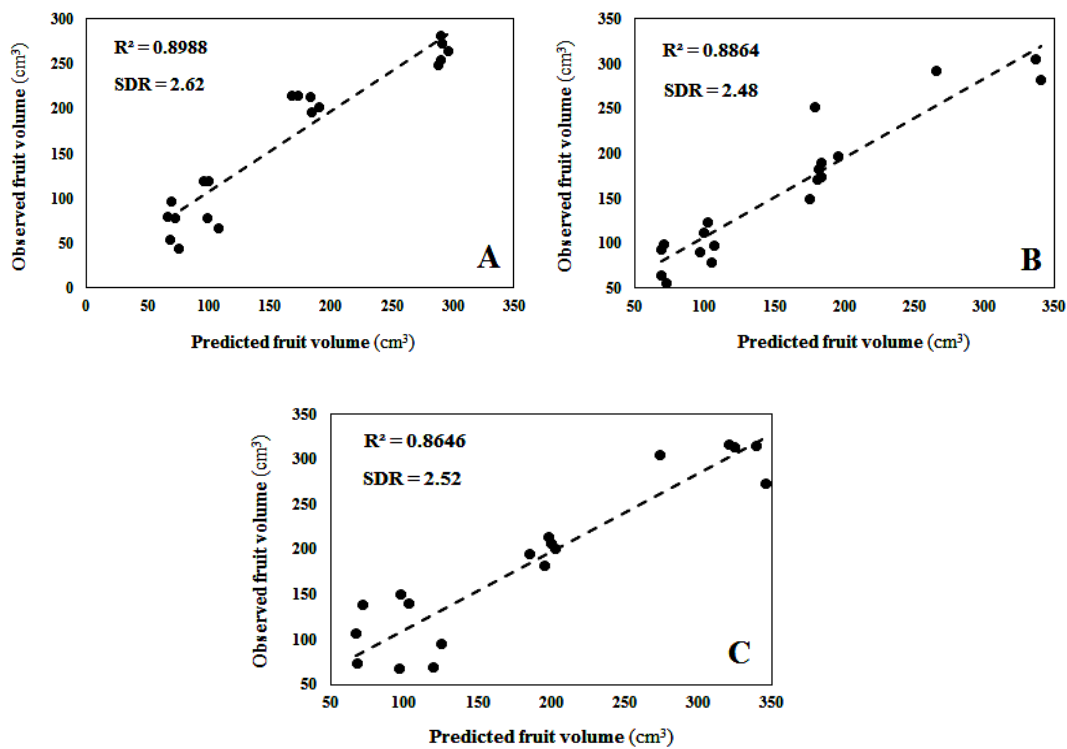 300
250
200
150
100
50
0
Observed fruit volume (cm³)
R² = 0.8988
SDR = 2.62
A
0 50 100 150 200 250 300 350
Predicted fruit volume (cm³)
350
300
250
200
150
100
50
Observed fruit volume (cm³)
R² = 0.8864
SDR = 2.48
B
50 100 150 200 250 300 350
Predicted fruit volume (cm³)
350
300
250
200
150
100
50
Observed fruit volume (cm³)
R² = 0.8646
SDR = 2.52
C
50 100 150 200 250 300 350
Predicted fruit volume (cm³)